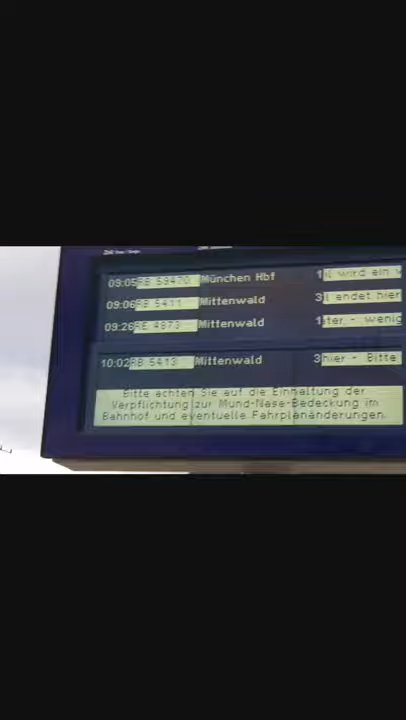 09:05 RB 59470 München Hbf 1 wird ein
09:06 RB 5411 Mittenwald 3 endet hier
09:26 RE 4873 Mittenwald 1 - wenig
10:02 RB 5413 Mittenwald 3 hier - Bitte
Bitte achten Sie auf die Einhaltung der
Verpflichtung zur Mund-Nase-Bedeckung im
Bahnhof und eventuelle Fahrplanänderungen.